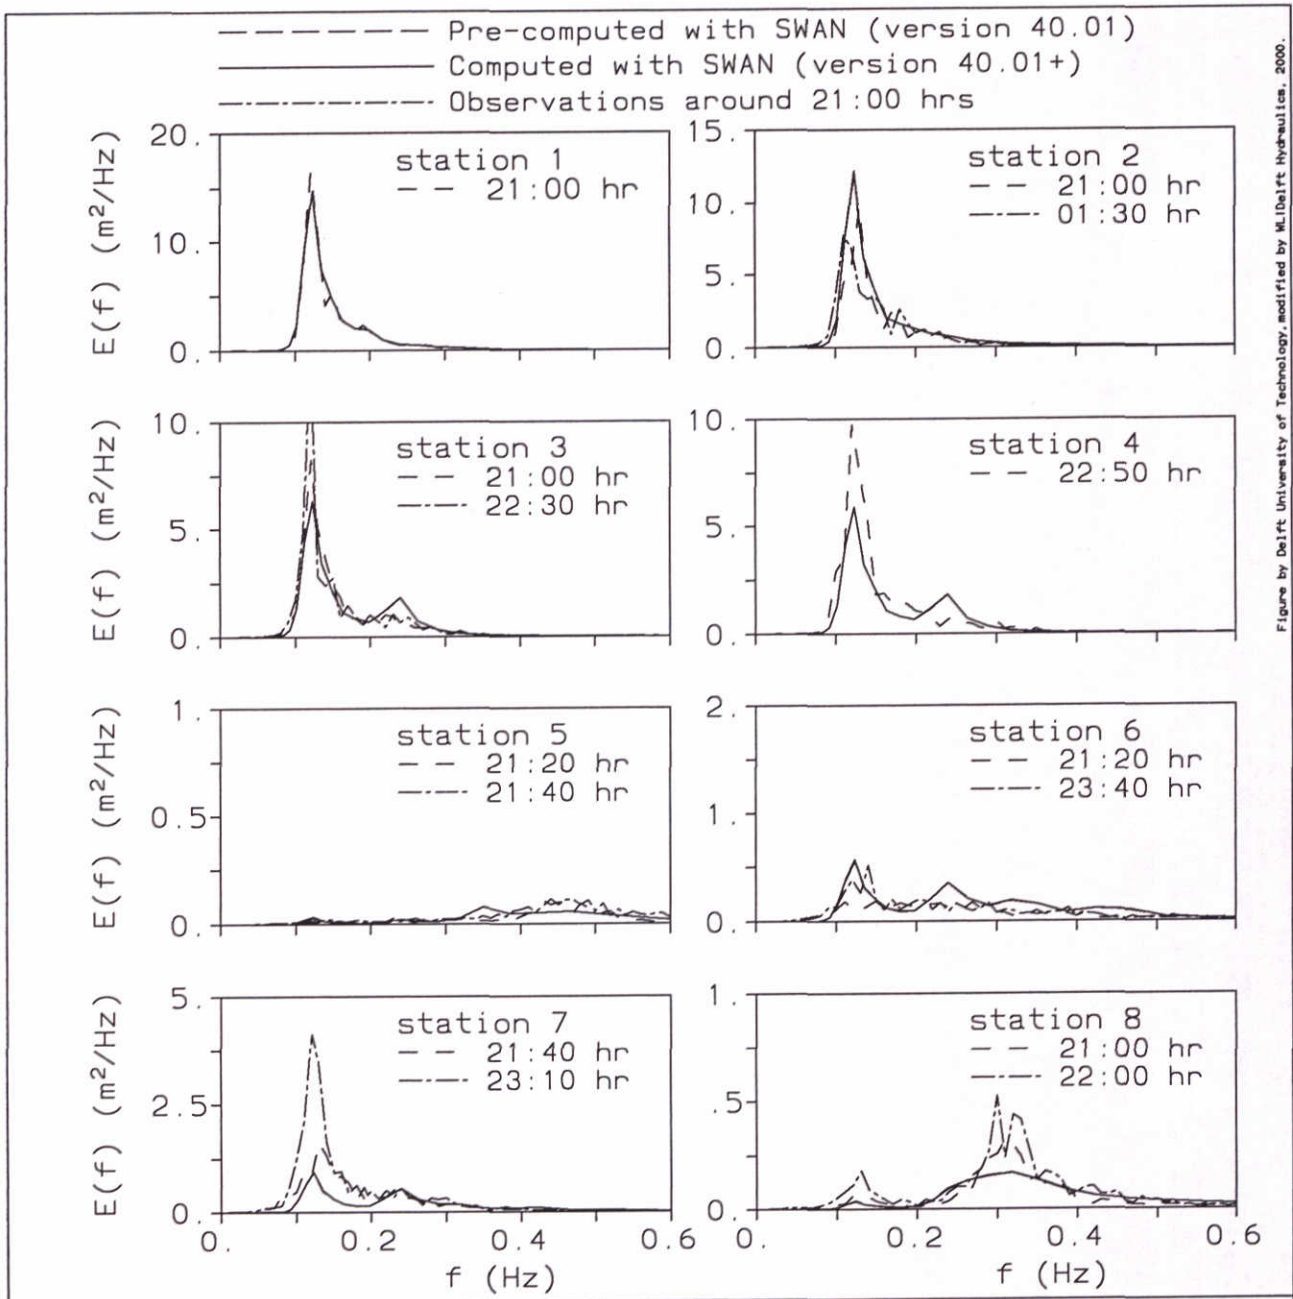 Pre-computed with SWAN (version 40.01)
Computed with SWAN (version 40.01+)
Observations around 21:00 hrs
E(f) (m²/Hz)
20.
10.
0.
station 1
21:00 hr
15.
10.
5.
0.
station 2
21:00 hr
01:30 hr
E(f) (m²/Hz)
10.
5.
0.
station 3
21:00 hr
22:30 hr
10.
5.
0.
station 4
22:50 hr
E(f) (m²/Hz)
1.
0.5
0.
station 5
21:20 hr
21:40 hr
2.
1.
0.
station 6
21:20 hr
23:40 hr
E(f) (m²/Hz)
5.
2.5
0.
station 7
21:40 hr
23:10 hr
1.
.5
0.
station 8
21:00 hr
22:00 hr
0. 0.2 0.4 0.6
f (Hz)
0. 0.2 0.4 0.6
f (Hz)
Figure by Delft University of Technology, modified by WL|Delft Hydraulics, 2000.